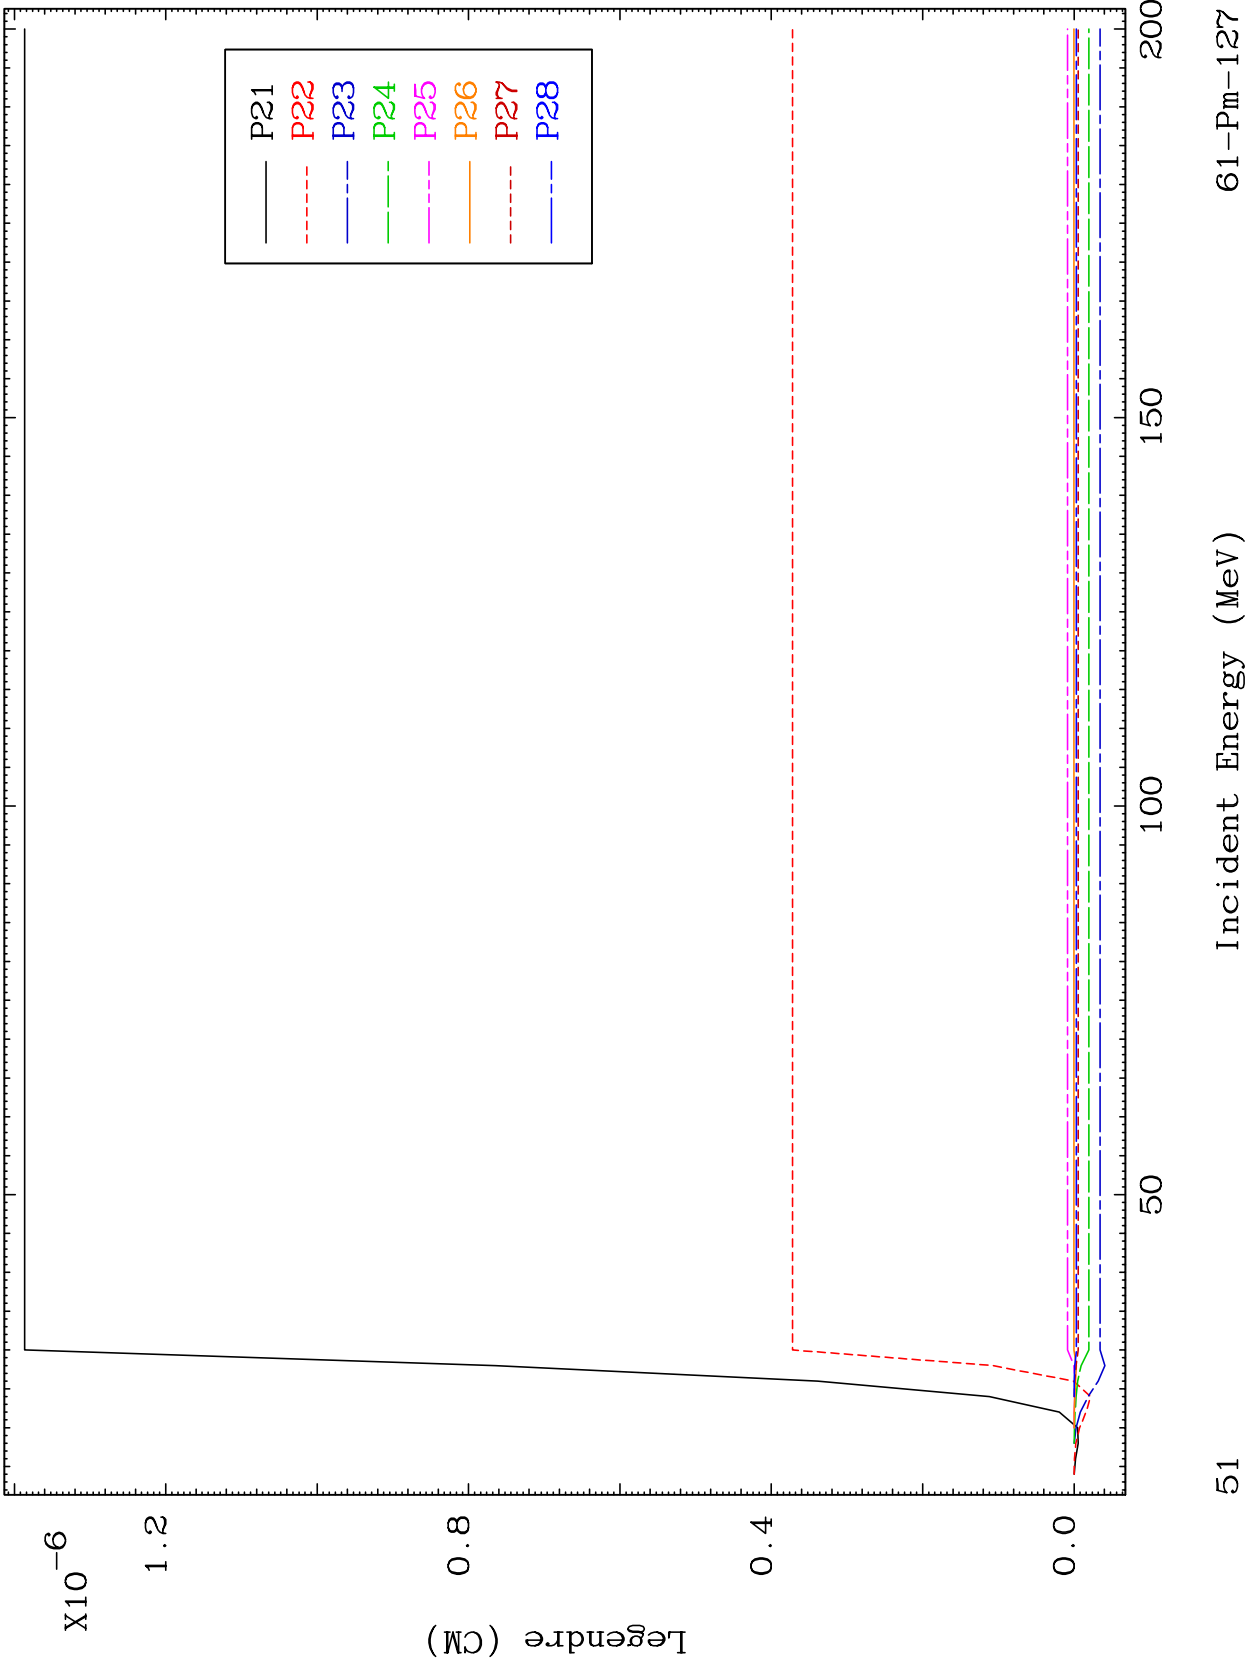 X10-6
1.2
0.8
0.4
0.0
Legendre (CM)
P21
P22
P23
P24
P25
P26
P27
P28
50
100
150
200
Incident Energy (MeV)
51
61-Pm-127